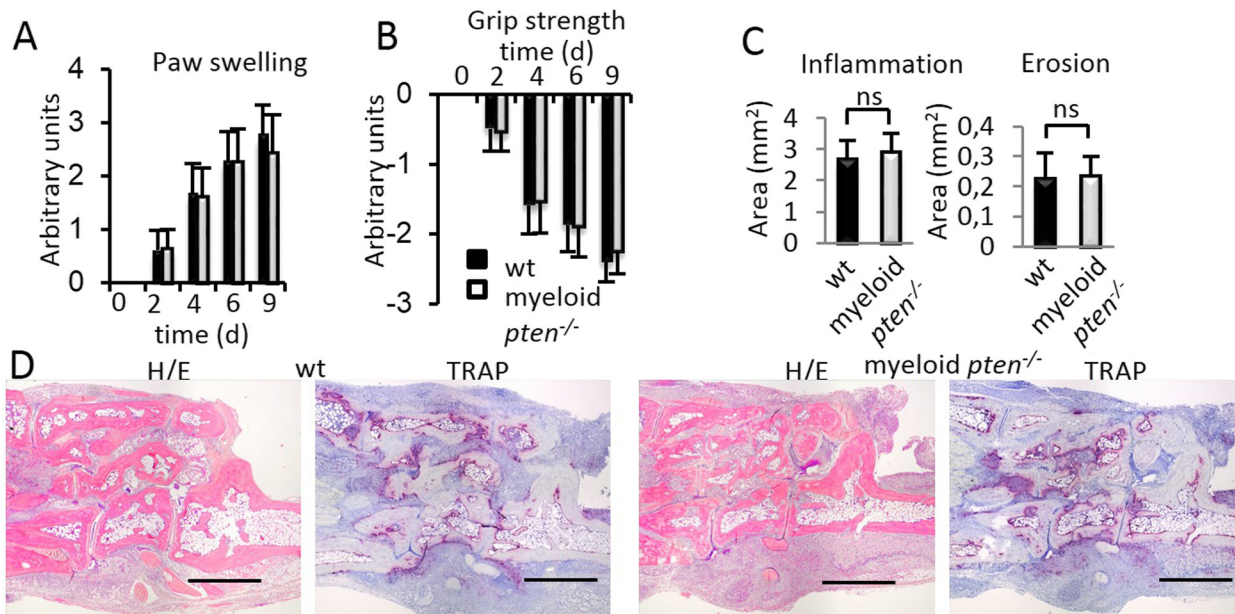 A
Paw swelling
Arbitrary units
4
3
2
1
0
0 2 4 6 9
time (d)
B
Grip strength
time (d)
0 2 4 6 9
Arbitrary units
0
-1
-2
-3
wt
myeloid
pten-/-
C
Inflammation
ns
Area (mm2)
5
4
3
2
1
0
wt
myeloid
pten-/-
Erosion
ns
Area (mm2)
0,4
0,3
0,2
0,1
0
wt
myeloid
pten-/-
D
H/E wt TRAP
H/E myeloid pten-/- TRAP